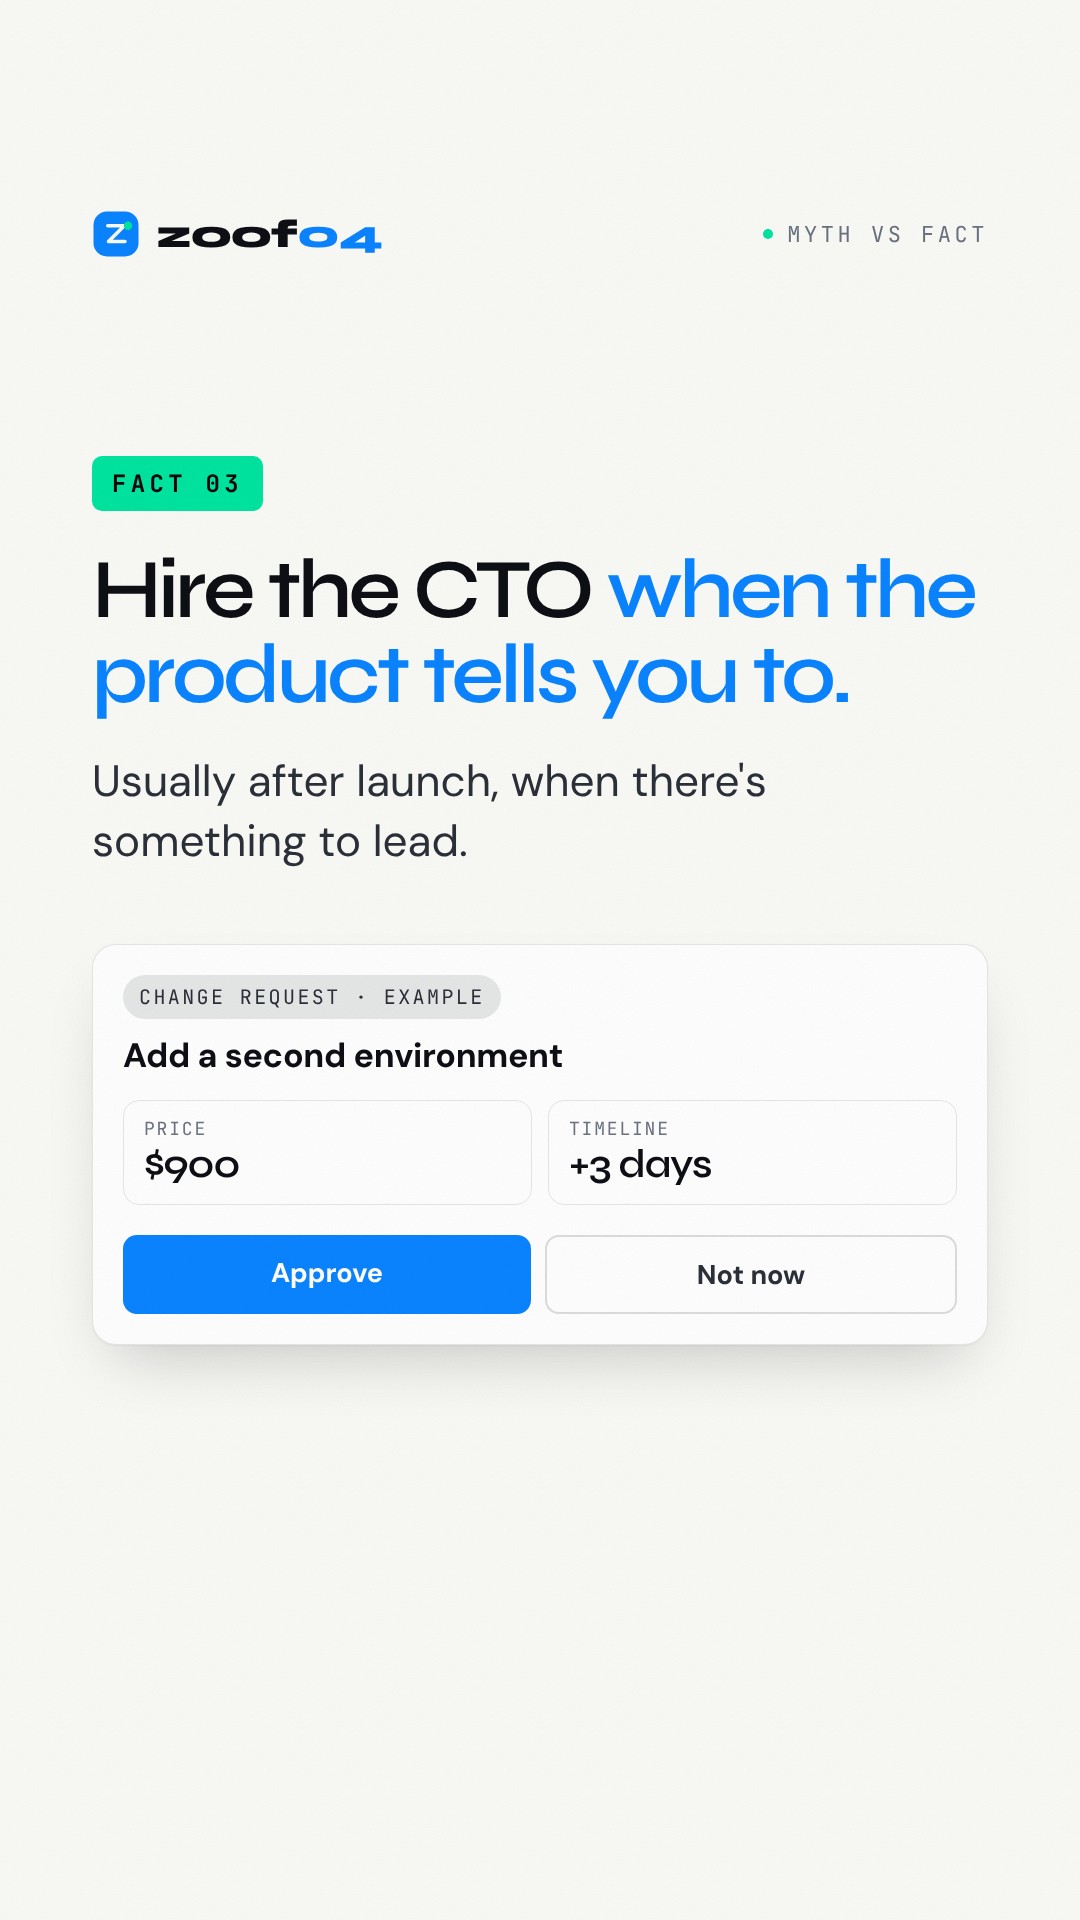 Z zoof04
MYTH VS FACT
FACT 03
Hire the CTO when the
product tells you to.
Usually after launch, when there's
something to lead.
CHANGE REQUEST · EXAMPLE
Add a second environment
PRICE
$900
TIMELINE
+3 days
Approve
Not now